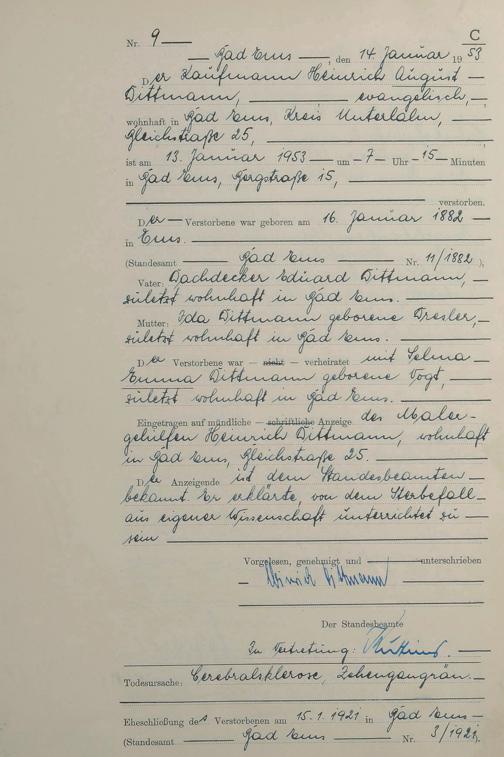 C
Nr. 9
Bad Ems, den 14. Januar 1953
Der Kaufmann Heinrich August
Dittmann, evangelisch,
wohnhaft in Bad Ems, Kreis Unterlahn,
Gleichstraße 25,
ist am 13. Januar 1953 um 7 Uhr 15 Minuten
in Bad Ems, Bergstraße 15,
verstorben.
Der Verstorbene war geboren am 16. Januar 1882
in Ems.
(Standesamt Bad Ems Nr. 11/1882).
Vater: Dachdecker Eduard Dittmann,
zuletzt wohnhaft in Bad Ems.
Mutter: Ida Dittmann geborene Dresler,
zuletzt wohnhaft in Bad Ems.
Der Verstorbene war nicht verheiratet mit Selma
Emma Dittmann geborene Vogt,
zuletzt wohnhaft in Bad Ems.
Eingetragen auf mündliche schriftliche Anzeige des Maler-
gehilfen Heinrich Dittmann, wohnhaft
in Bad Ems, Gleichstraße 25.
Der Anzeigende ist dem Standesbeamten
bekannt. Er erklärte, von dem Sterbefall
aus eigener Wissenschaft unterrichtet zu
sein
Vorgelesen, genehmigt und unterschrieben
Heinrich Dittmann
Der Standesbeamte
In Vertretung:
Todesursache: Cerebralsklerose, Zehengangrän.
Eheschließung des Verstorbenen am 15.1.1921 in Bad Ems
(Standesamt Bad Ems Nr. 3/1921)